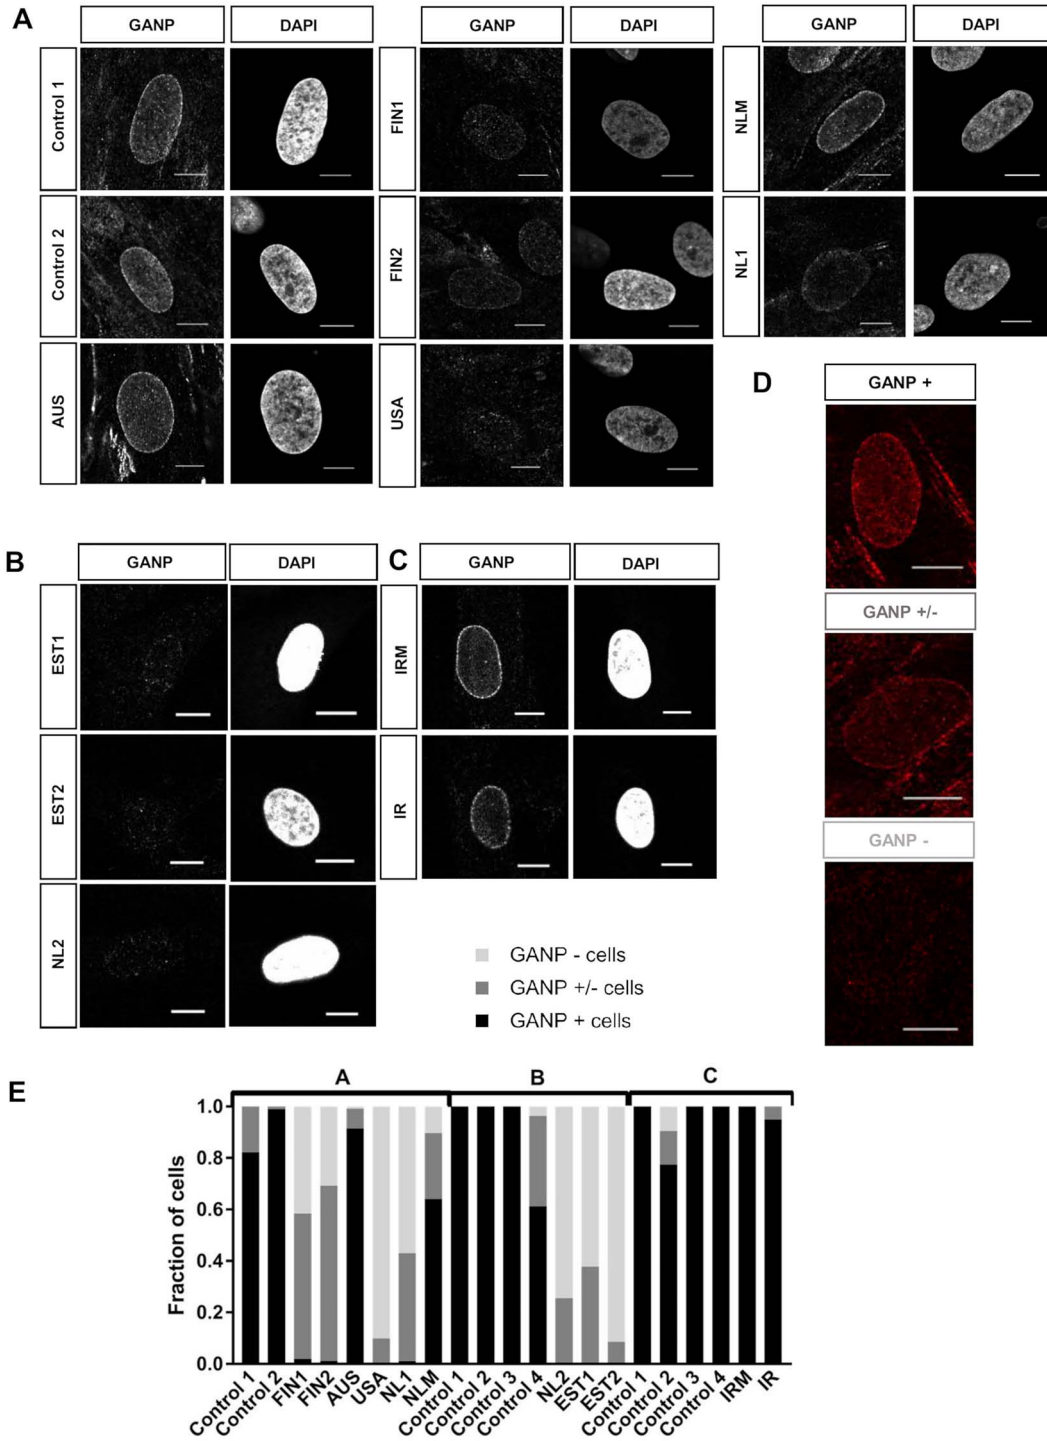 A
GANP
DAPI
GANP
DAPI
GANP
DAPI
Control 1
FIN1
NLM
Control 2
FIN2
NL1
AUS
USA
D
GANP +
GANP +/-
GANP -
B
GANP
DAPI
C
GANP
DAPI
EST1
IRM
EST2
IR
NL2
GANP - cells
GANP +/- cells
GANP + cells
E
A
B
C
Fraction of cells
1.0
0.8
0.6
0.4
0.2
0.0
Control 1
Control 2
FIN1
FIN2
AUS
USA
NL1
NLM
Control 1
Control 2
Control 3
Control 4
NL2
EST1
EST2
Control 1
Control 2
Control 3
Control 4
IRM
IR